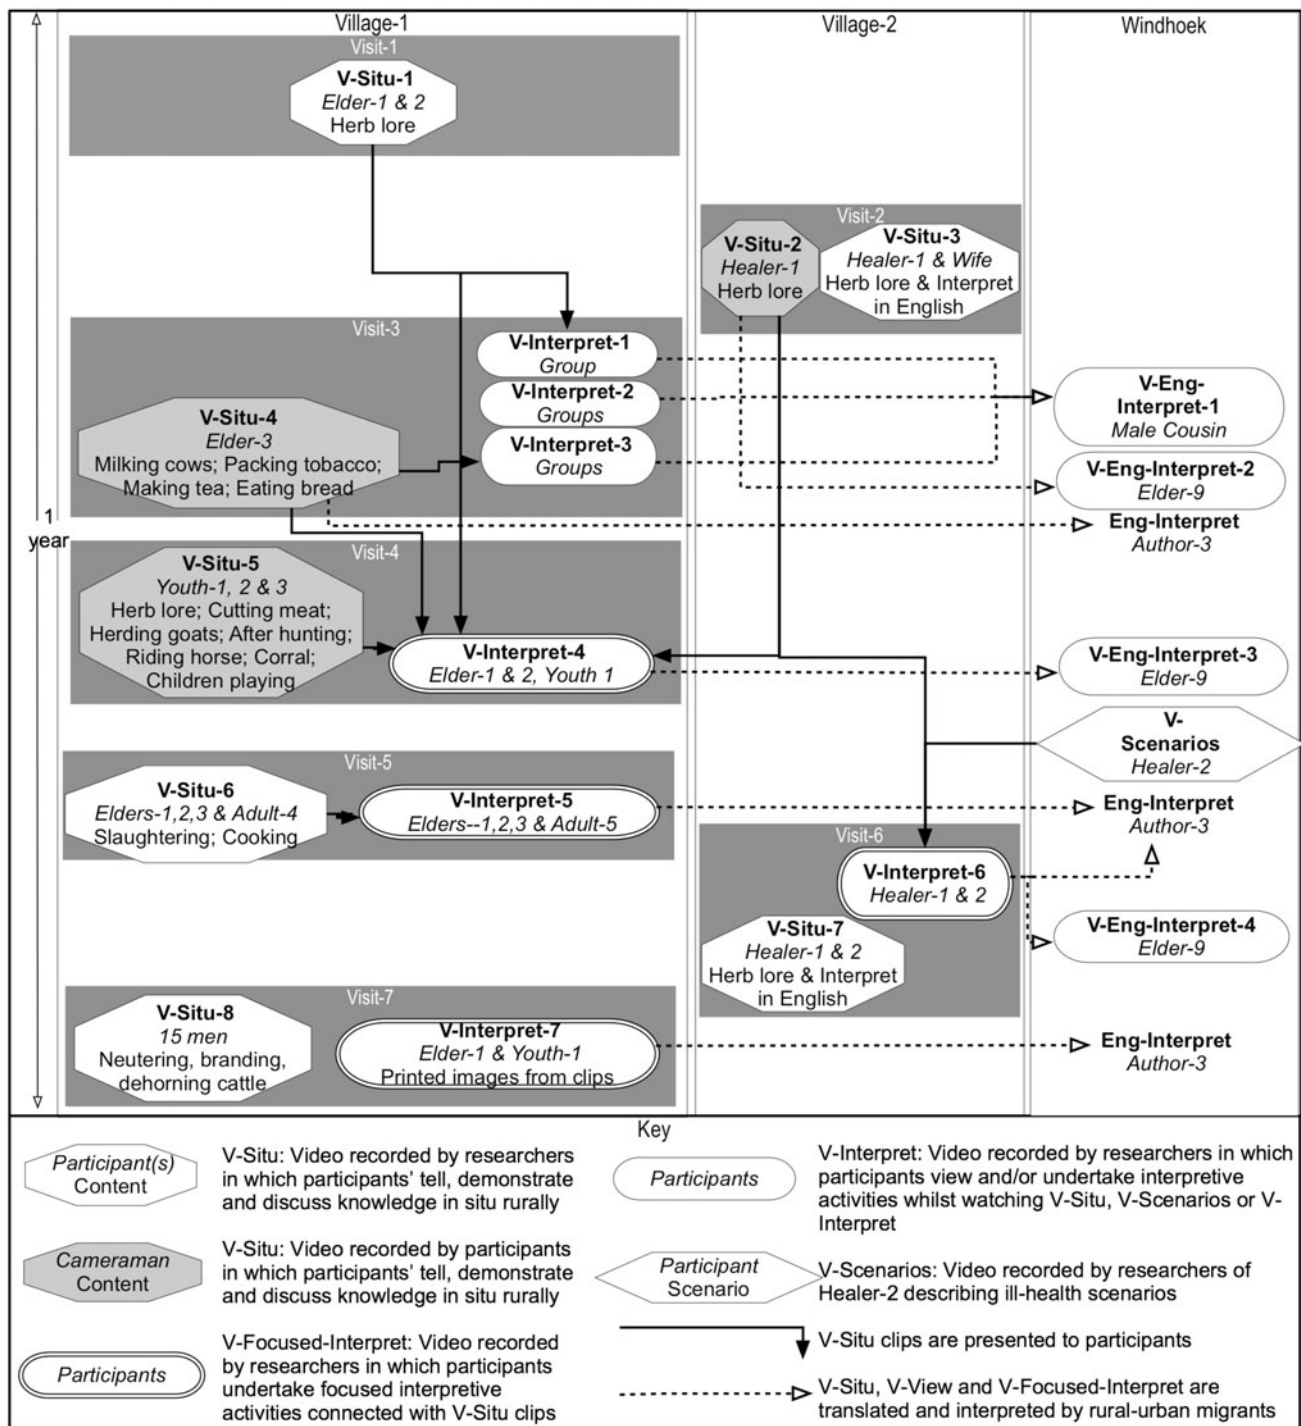 Village-1
Village-2
Windhoek
Visit-1
V-Situ-1
Elder-1 & 2
Herb lore
Visit-2
V-Situ-2
Healer-1
Herb lore
V-Situ-3
Healer-1 & Wife
Herb lore & Interpret
in English
Visit-3
V-Interpret-1
Group
V-Interpret-2
Groups
V-Interpret-3
Groups
V-Situ-4
Elder-3
Milking cows; Packing tobacco;
Making tea; Eating bread
V-Eng-
Interpret-1
Male Cousin
V-Eng-Interpret-2
Elder-9
Eng-Interpret
Author-3
1
year
Visit-4
V-Situ-5
Youth-1, 2 & 3
Herb lore; Cutting meat;
Herding goats; After hunting;
Riding horse; Corral;
Children playing
V-Interpret-4
Elder-1 & 2, Youth 1
V-Eng-Interpret-3
Elder-9
V-
Scenarios
Healer-2
Visit-5
V-Situ-6
Elders-1,2,3 & Adult-4
Slaughtering; Cooking
V-Interpret-5
Elders--1,2,3 & Adult-5
Eng-Interpret
Author-3
Visit-6
V-Interpret-6
Healer-1 & 2
V-Situ-7
Healer-1 & 2
Herb lore & Interpret
in English
V-Eng-Interpret-4
Elder-9
Visit-7
V-Situ-8
15 men
Neutering, branding,
dehorning cattle
V-Interpret-7
Elder-1 & Youth-1
Printed images from clips
Eng-Interpret
Author-3
Key
Participant(s)
Content
V-Situ: Video recorded by researchers
in which participants' tell, demonstrate
and discuss knowledge in situ rurally
Cameraman
Content
V-Situ: Video recorded by participants
in which participants' tell, demonstrate
and discuss knowledge in situ rurally
Participants
V-Focused-Interpret: Video recorded
by researchers in which participants
undertake focused interpretive
activities connected with V-Situ clips
Participants
V-Interpret: Video recorded by researchers in which
participants view and/or undertake interpretive
activities whilst watching V-Situ, V-Scenarios or V-
Interpret
Participant
Scenario
V-Scenarios: Video recorded by researchers of
Healer-2 describing ill-health scenarios
V-Situ clips are presented to participants
V-Situ, V-View and V-Focused-Interpret are
translated and interpreted by rural-urban migrants